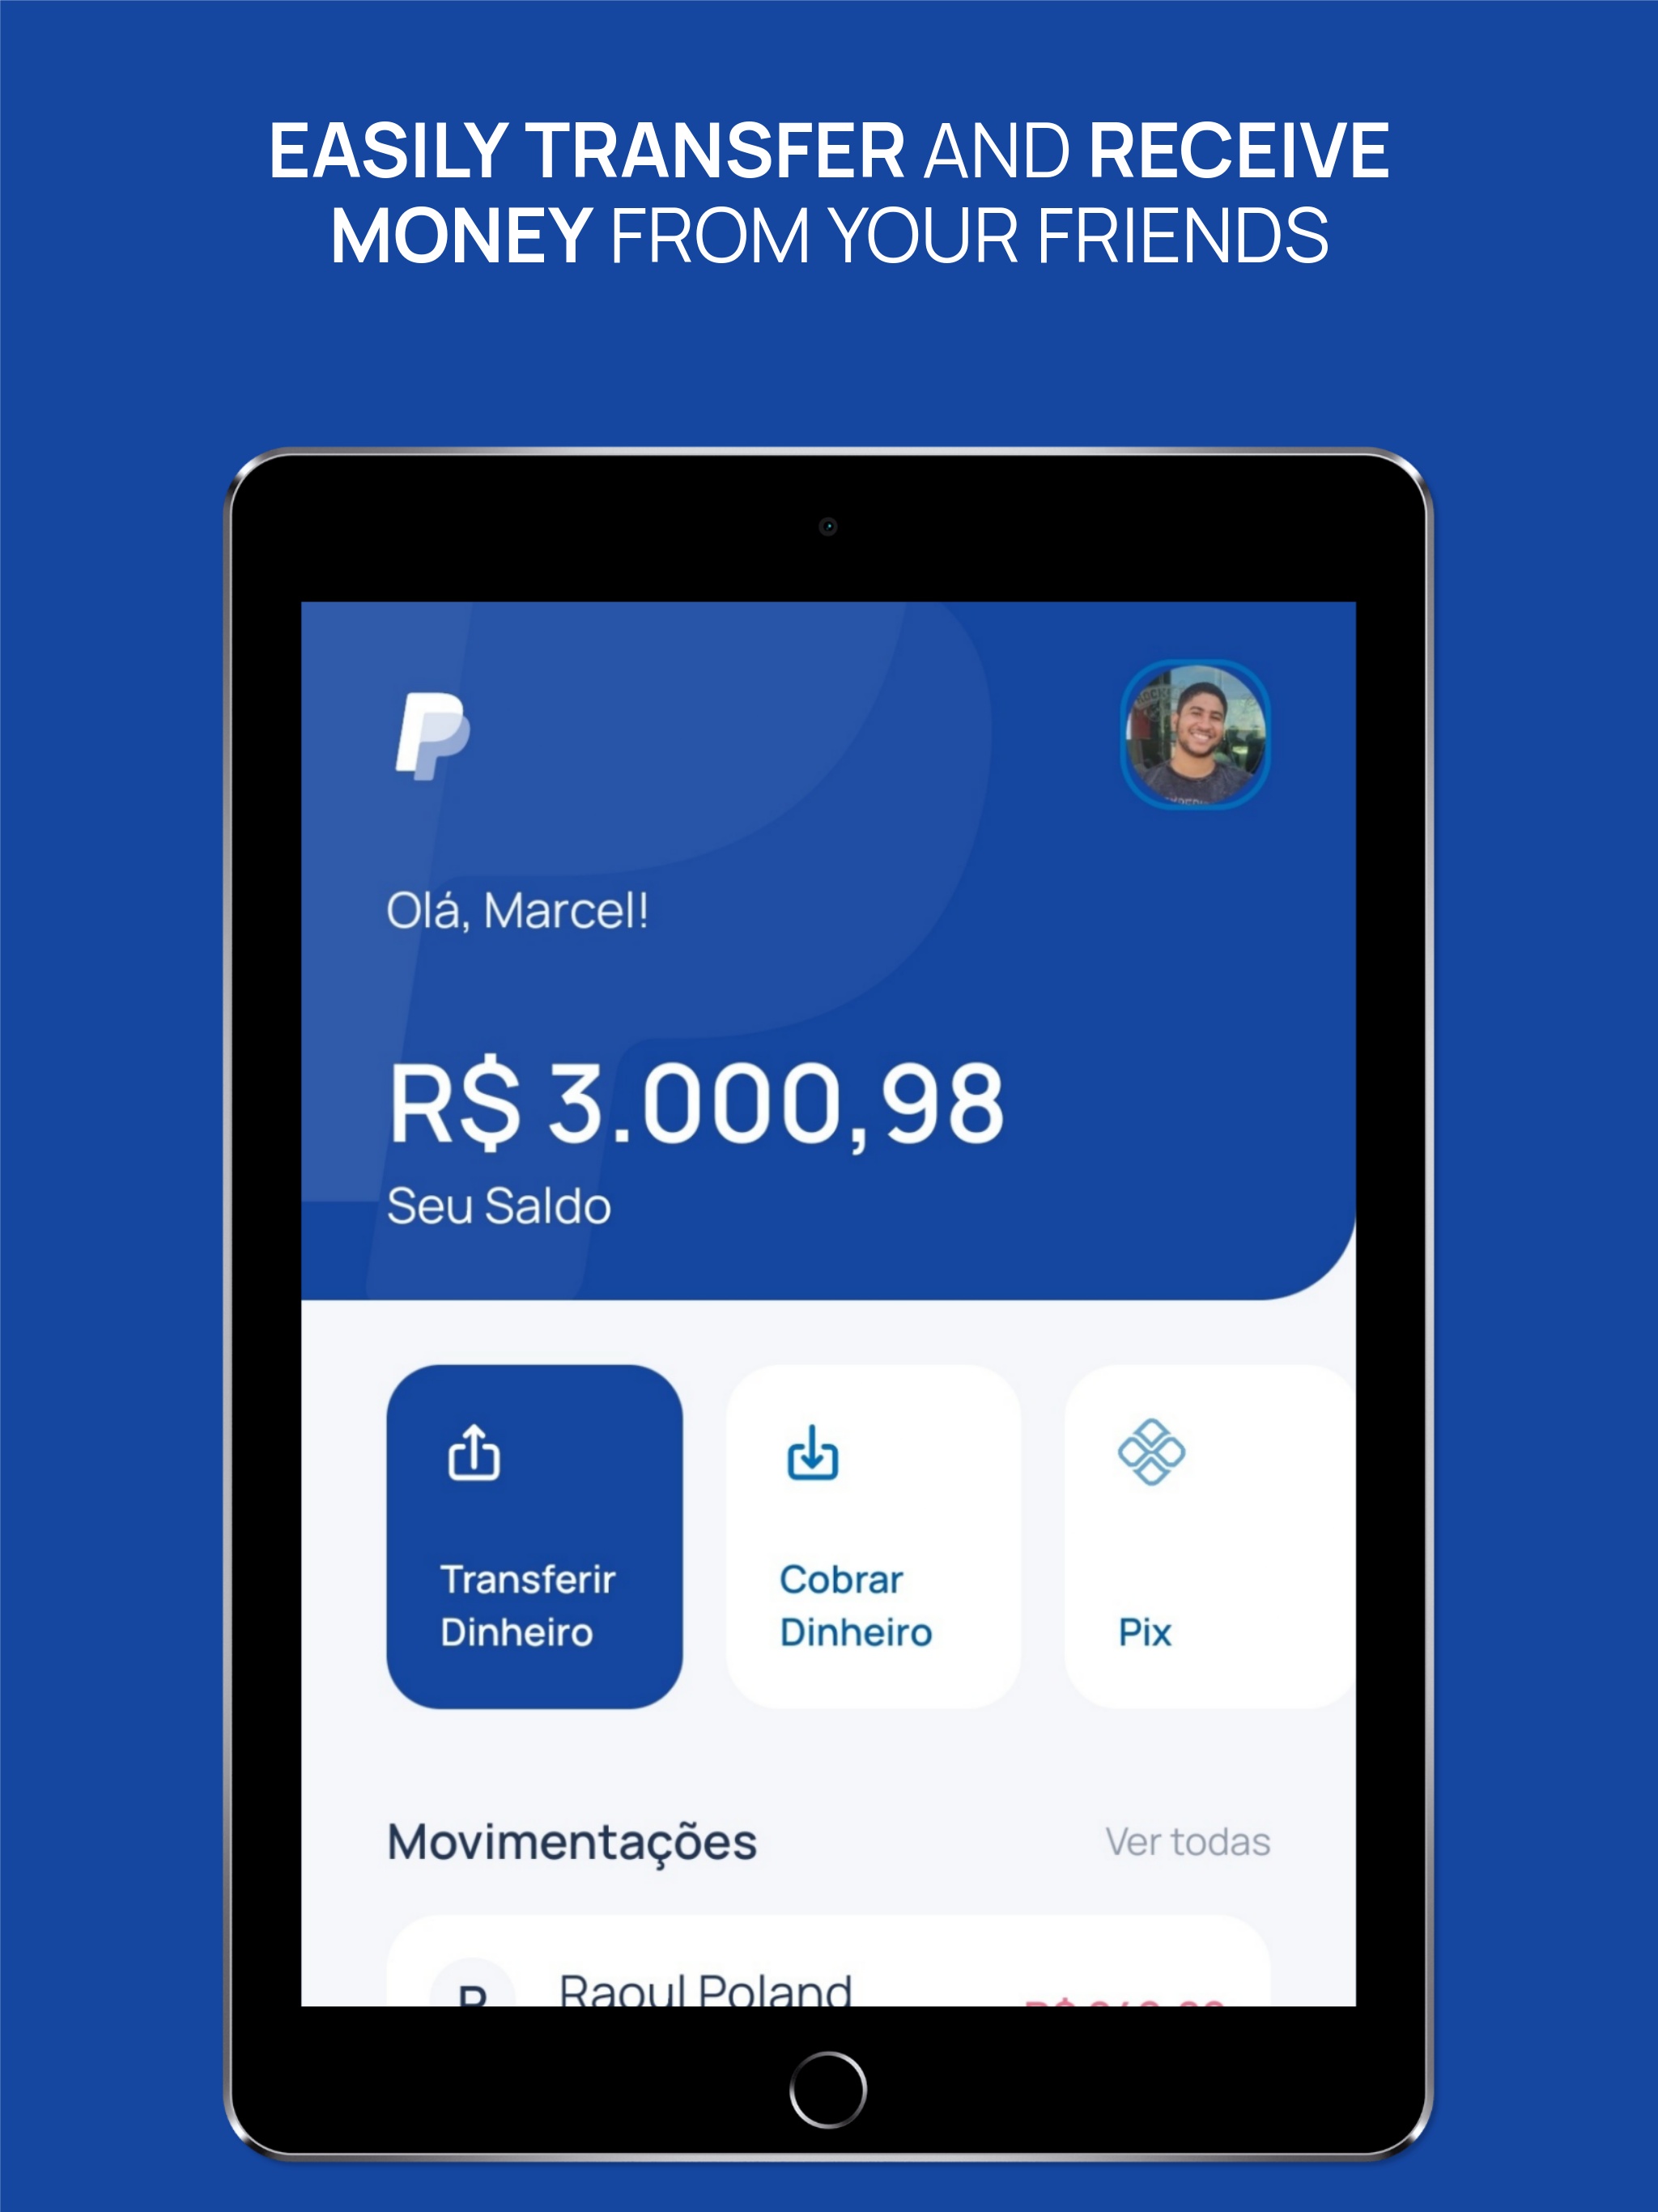 EASILY TRANSFER AND RECEIVE
MONEY FROM YOUR FRIENDS
Olá, Marcel!
R$ 3.000,98
Seu Saldo
Transferir
Dinheiro
Cobrar
Dinheiro
Pix
Movimentações
Ver todas
Raoul Poland